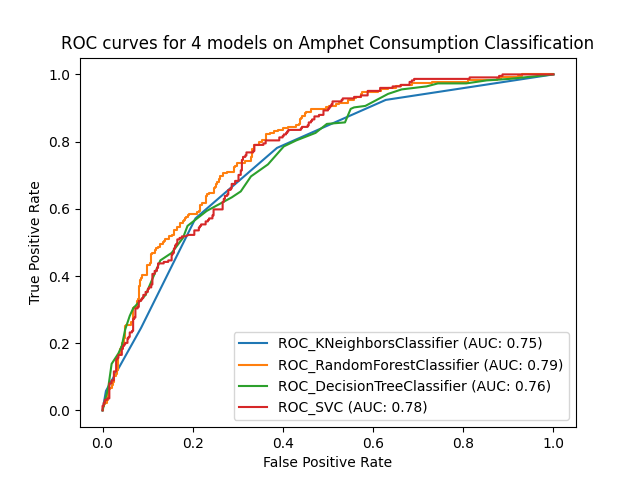 ROC curves for 4 models on Amphet Consumption Classification
1.0
0.8
0.6
0.4
0.2
0.0
True Positive Rate
ROC_KNeighborsClassifier (AUC: 0.75)
ROC_RandomForestClassifier (AUC: 0.79)
ROC_DecisionTreeClassifier (AUC: 0.76)
ROC_SVC (AUC: 0.78)
0.0 0.2 0.4 0.6 0.8 1.0
False Positive Rate